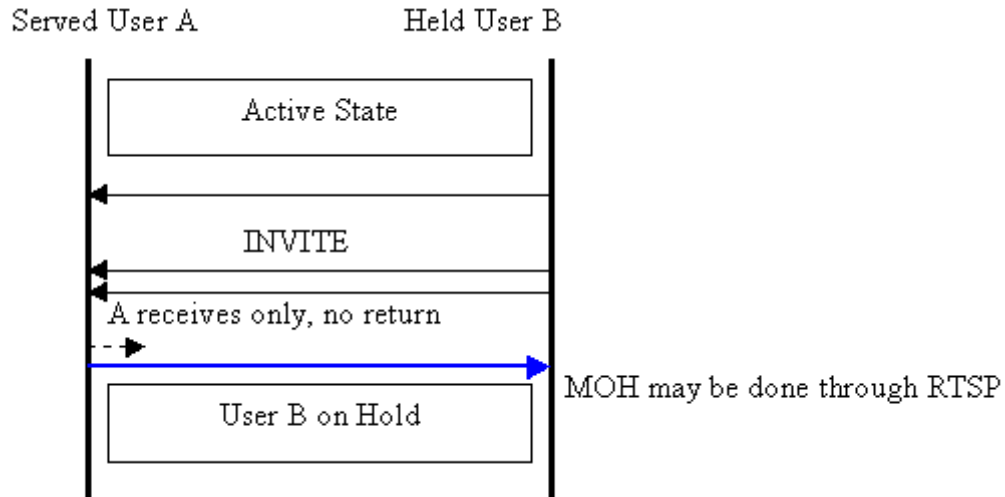 Served User A
Held User B
Active State
INVITE
A receives only, no return
MOH may be done through RTSP
User B on Hold